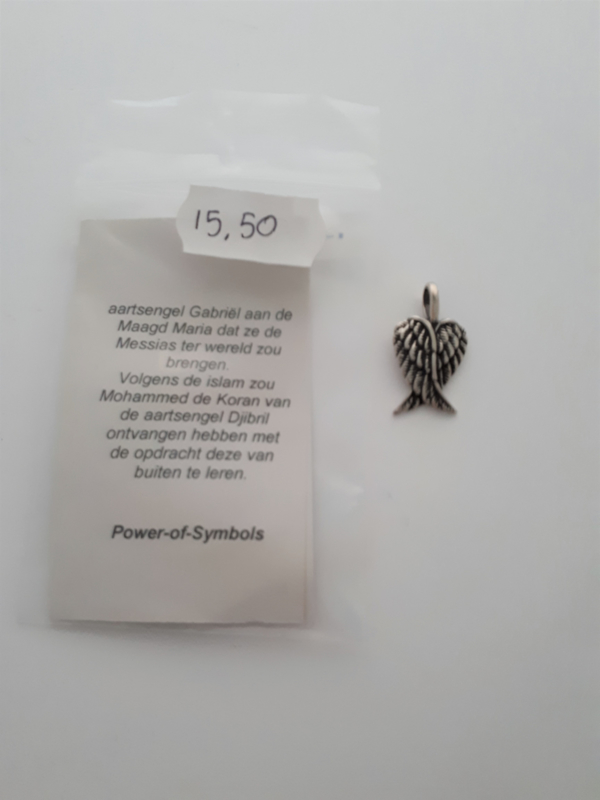 15,50
aartsengel Gabriël aan de
Maagd Maria dat ze de
Messias ter wereld zou
brengen.
Volgens de islam zou
Mohammed de Koran van
de aartsengel Djibril
ontvangen hebben met
de opdracht deze van
buiten te leren.
Power-of-Symbols